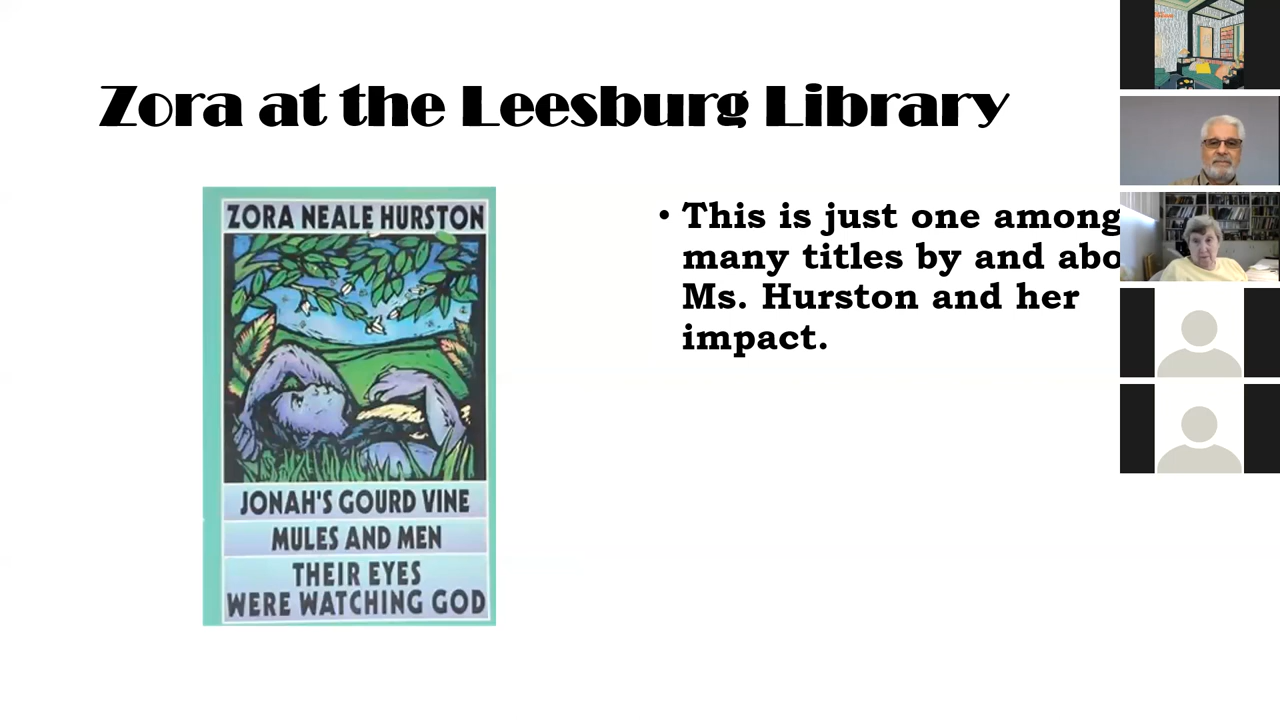 Zora at the Leesburg Library
ZORA NEALE HURSTON
JONAH'S GOURD VINE
MULES AND MEN
THEIR EYES
WERE WATCHING GOD
• This is just one among
many titles by and abo
Ms. Hurston and her
impact.